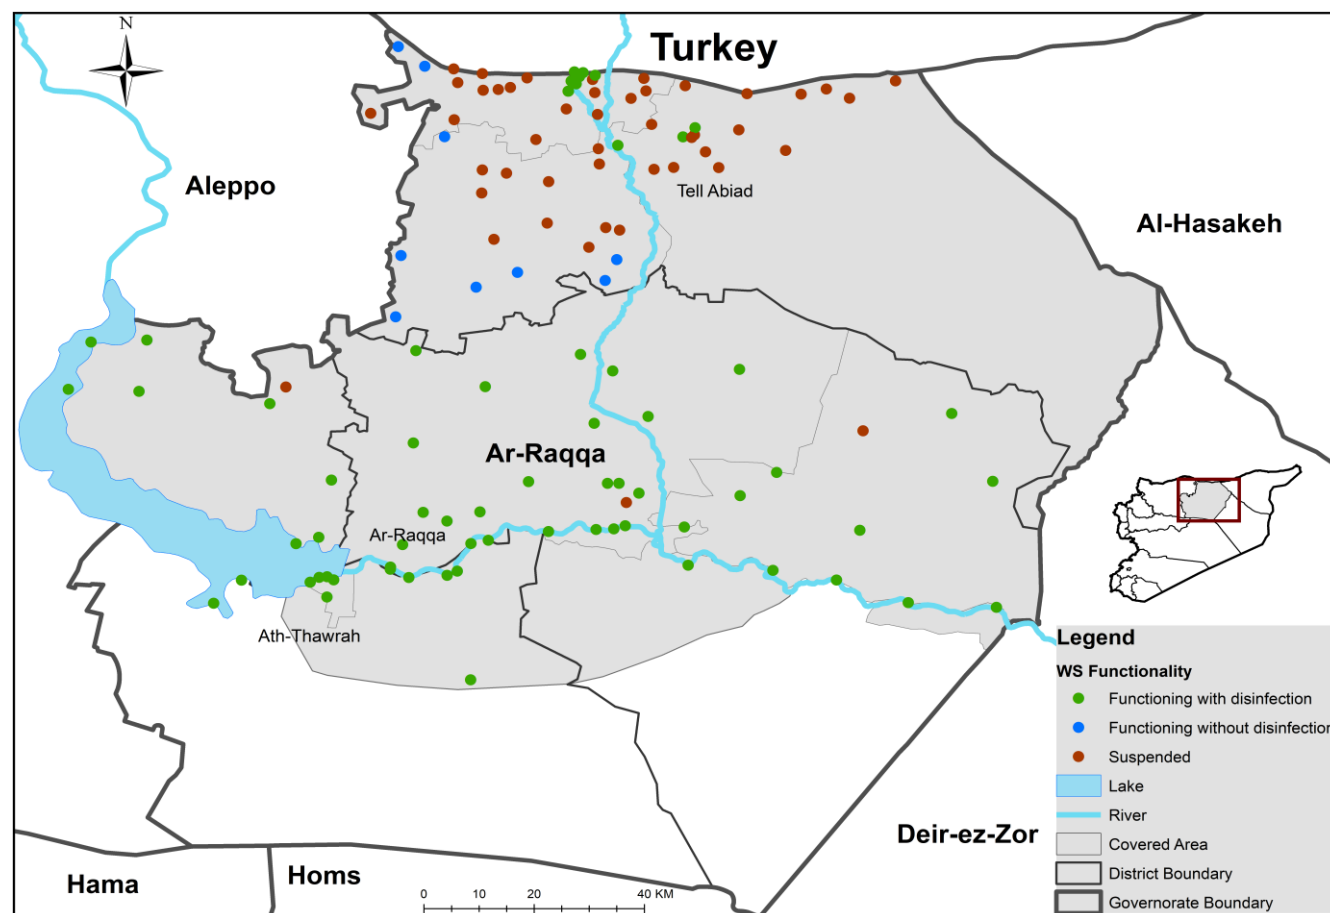 N
Turkey
Aleppo
Tell Abiad
Al-Hasakeh
Ar-Raqqa
Ar-Raqqa
Ath-Thawrah
Deir-ez-Zor
Hama
Homs
0 10 20 40 KM
Legend
WS Functionality
Functioning with disinfection
Functioning without disinfection
Suspended
Lake
River
Covered Area
District Boundary
Governorate Boundary